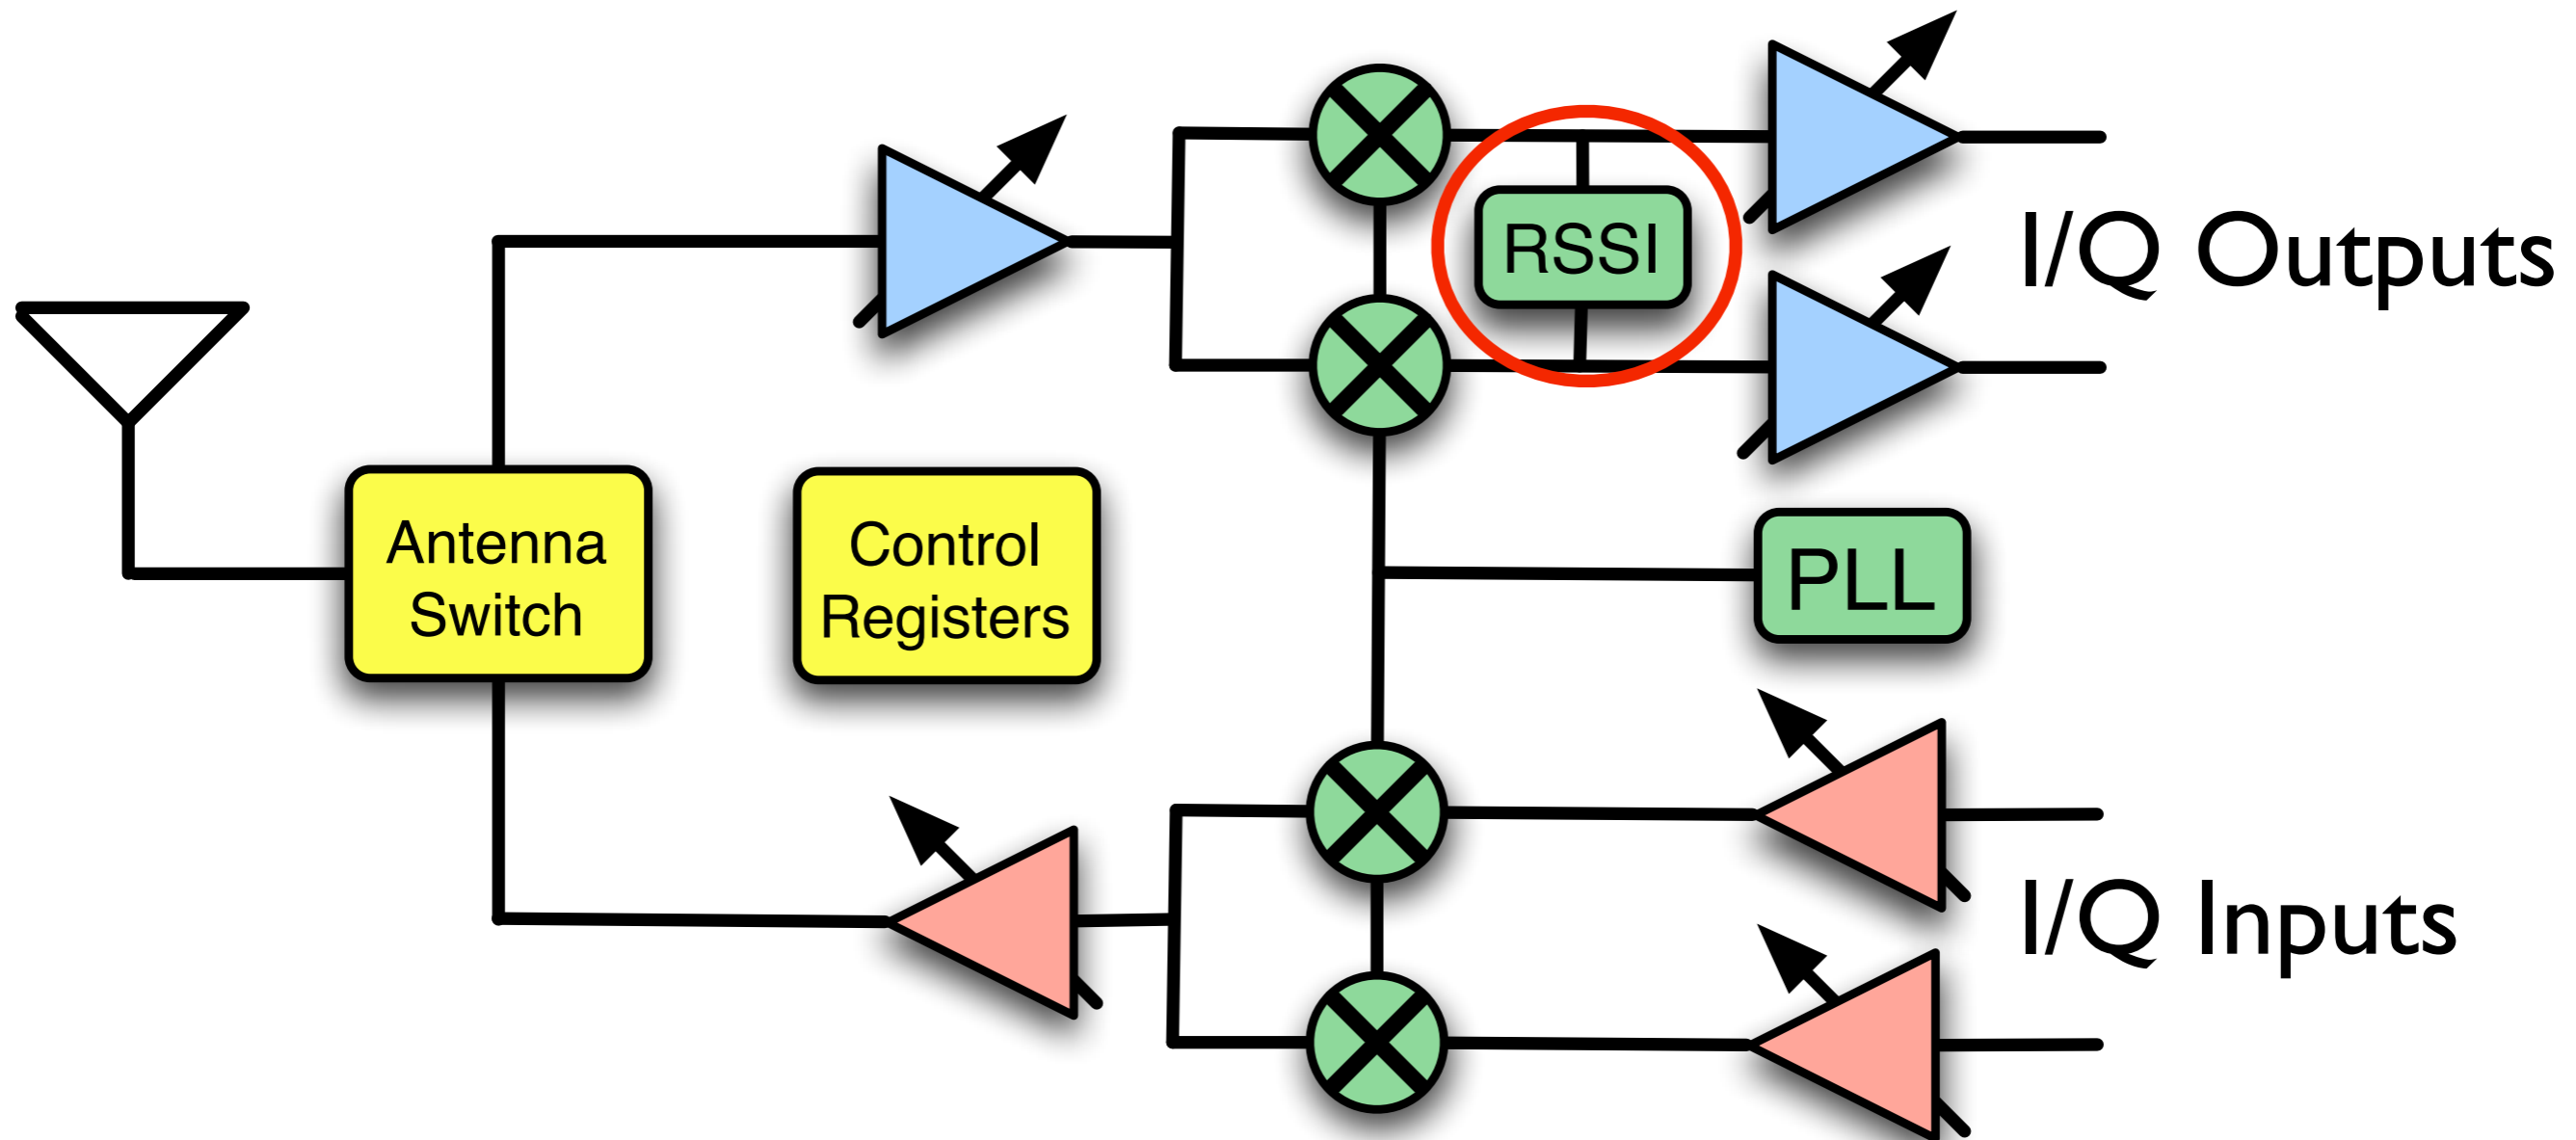 RSSI
I/Q Outputs
Antenna
Switch
Control
Registers
PLL
I/Q Inputs